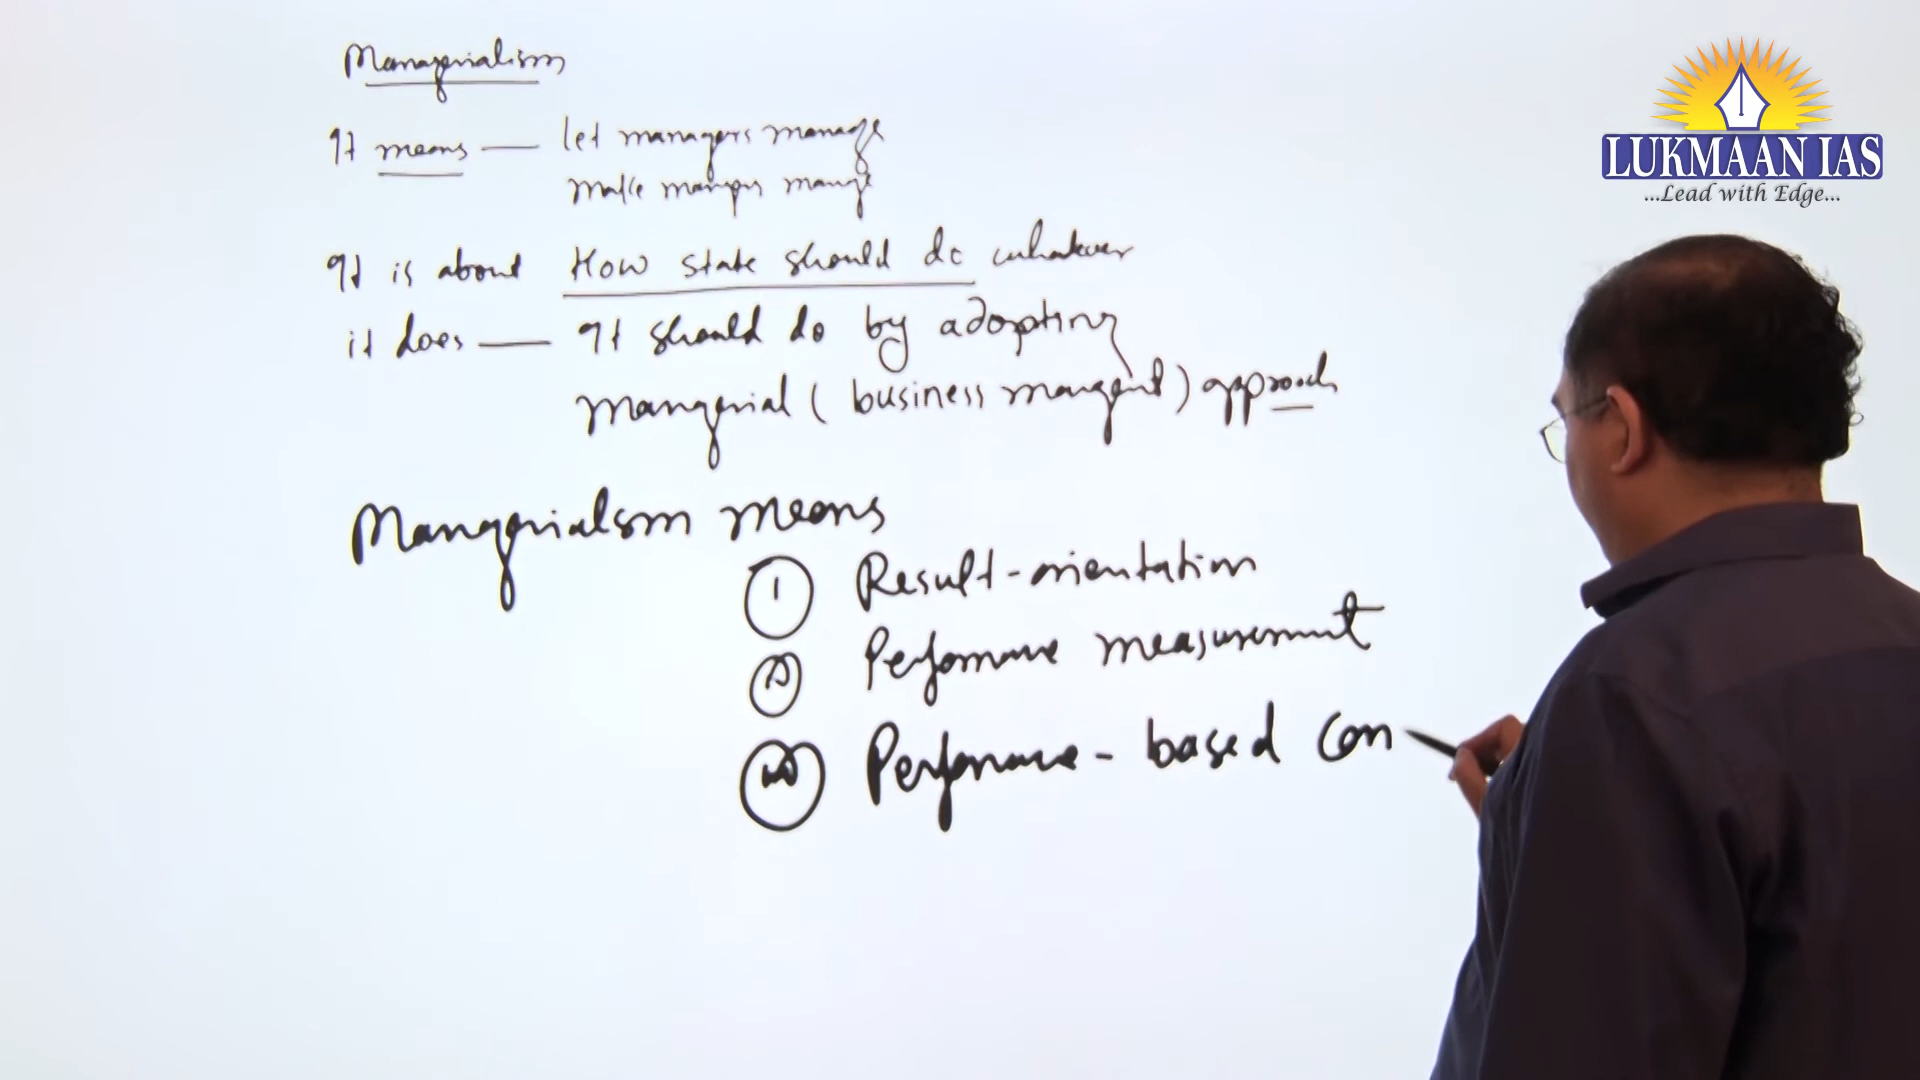 Managerialism
It means — let managers manage
make managers manage
It is about How state should do whatever
it does — It should do by adopting
Managerial (business management) approach
Managerialism means
1 Result-orientation
Performance measurement
Performance-based Con
LUKMAAN IAS
...Lead with Edge...